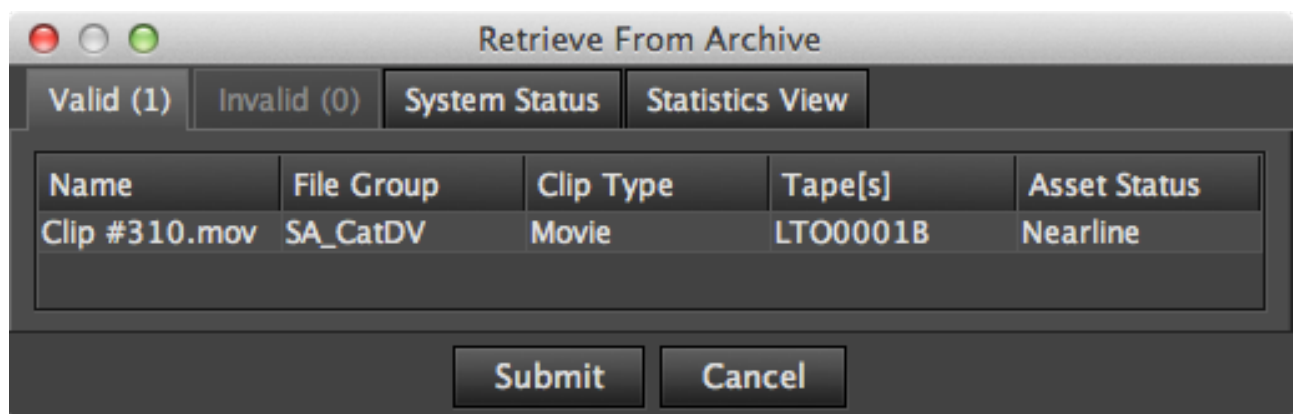 Retrieve From Archive
Valid (1) Invalid (0) System Status Statistics View
Name File Group Clip Type Tape[s] Asset Status
Clip #310.mov SA_CatDV Movie LTO0001B Nearline
Submit Cancel